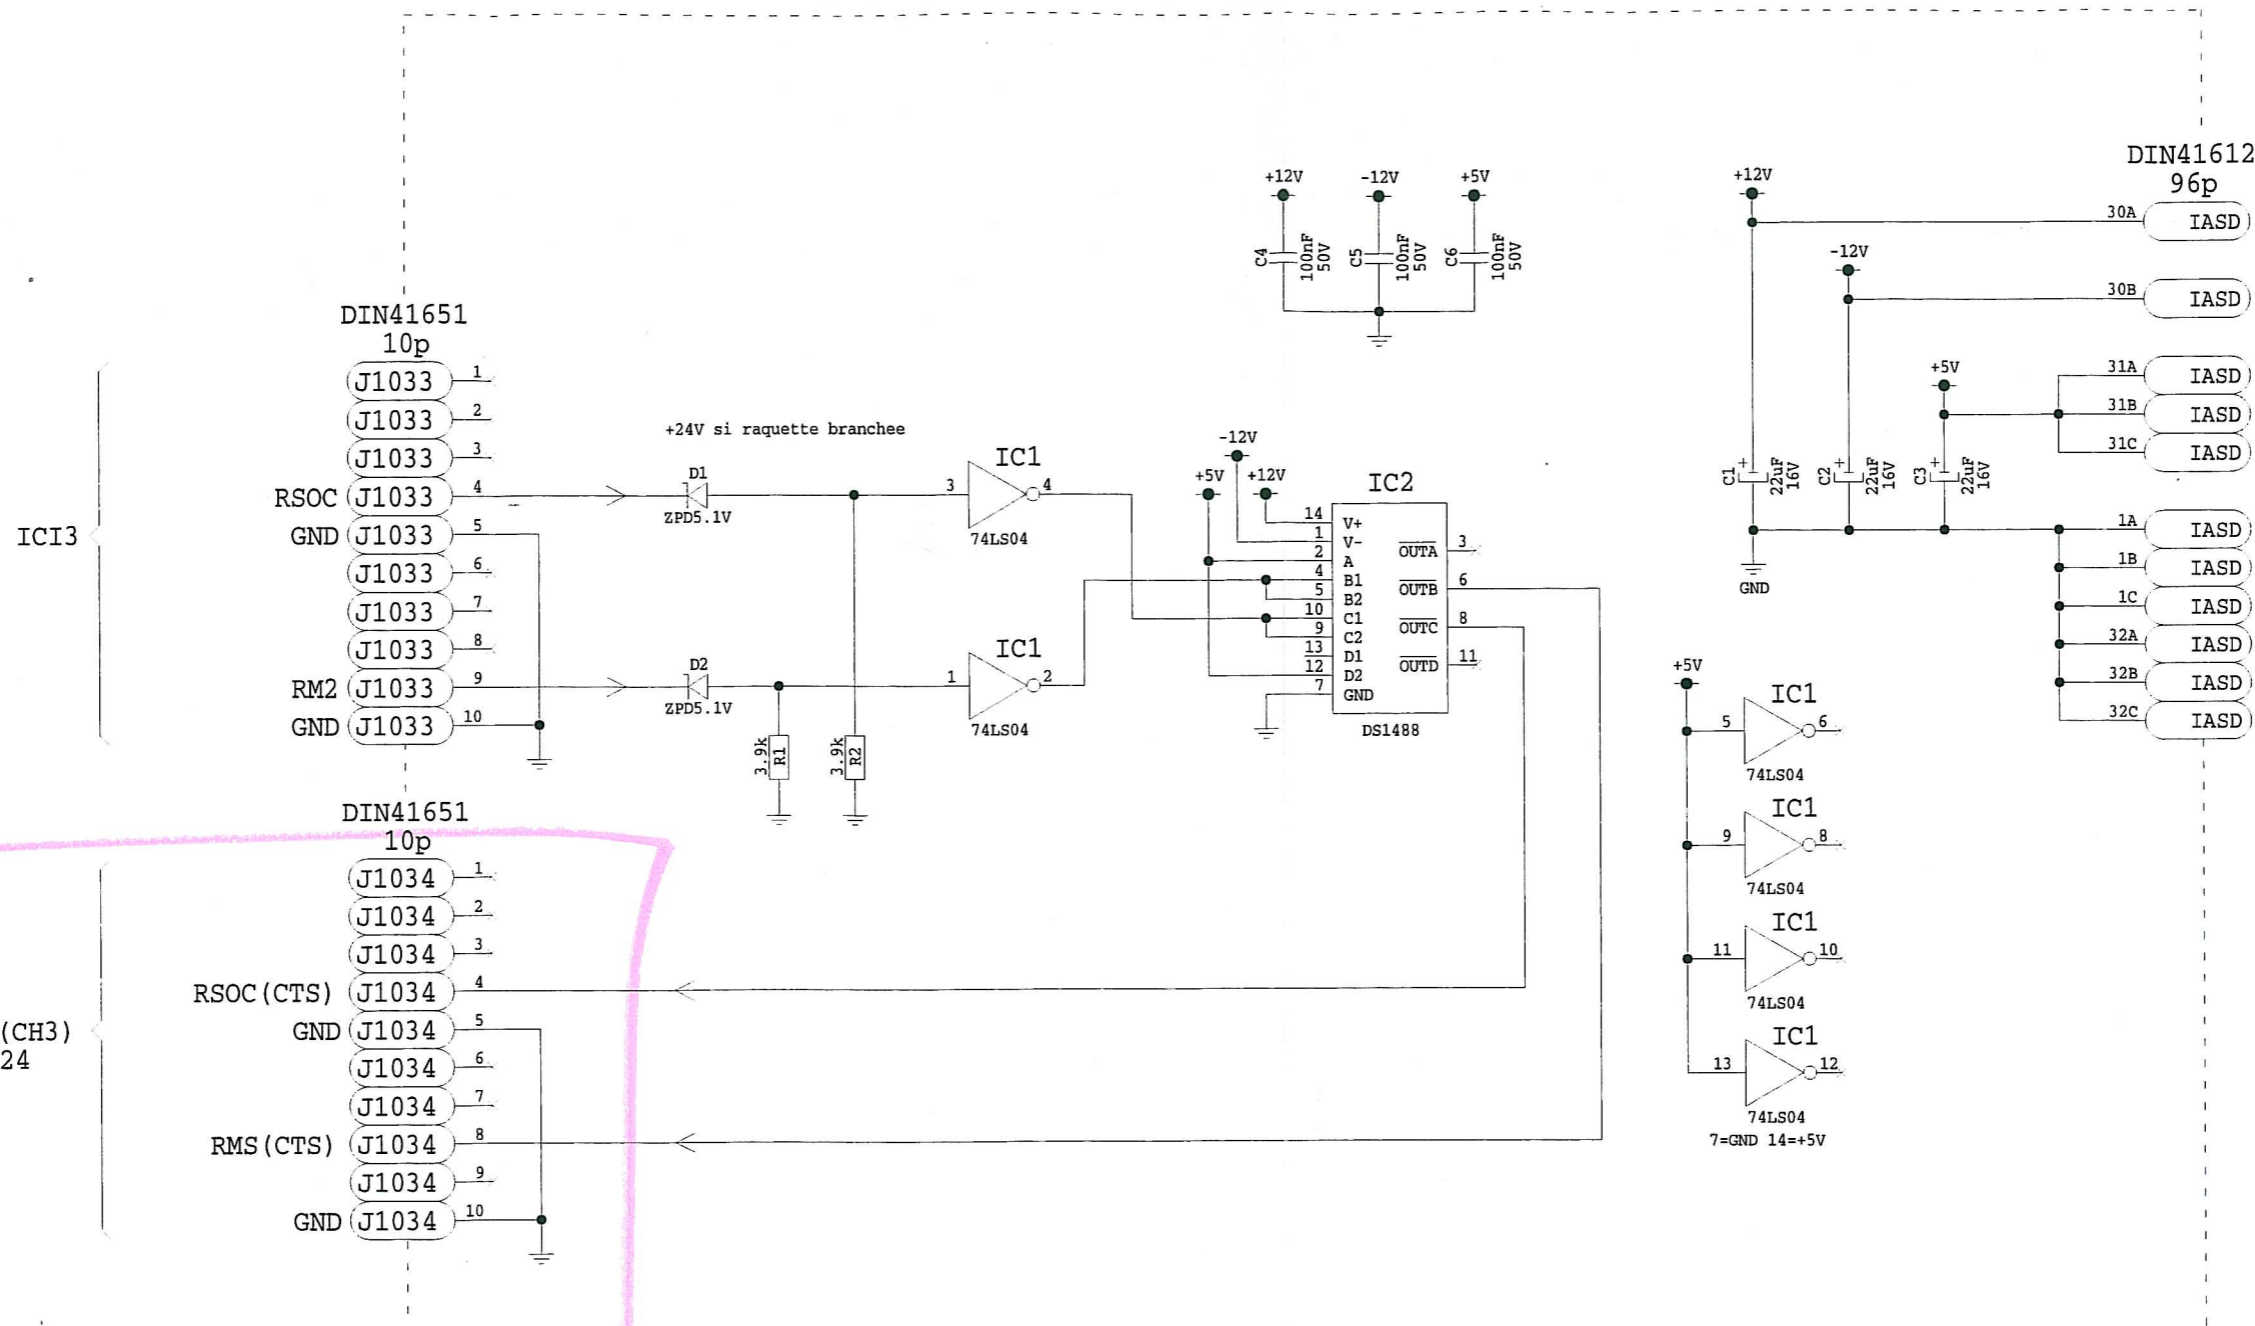 DIN41612
96p
+12V
-12V
+5V
C4
100nF
50V
C5
100nF
50V
C6
100nF
50V
+12V
30A
IASD
-12V
30B
IASD
+5V
31A
IASD
31B
IASD
31C
IASD
C1
+
22uF
16V
C2
+
22uF
16V
C3
+
22uF
16V
GND
1A
IASD
1B
IASD
1C
IASD
32A
IASD
32B
IASD
32C
IASD
DIN41651
10p
ICI3
J1033 1
J1033 2
J1033 3
RSOC J1033 4
GND J1033 5
J1033 6
J1033 7
J1033 8
RM2 J1033 9
GND J1033 10
+24V si raquette branchee
D1
ZPD5.1V
3 IC1 4
74LS04
D2
ZPD5.1V
1 IC1 2
74LS04
3.9k
R1
3.9k
R2
-12V
+5V +12V
IC2
14 V+
1 V-
2 A
4 B1
5 B2
10 C1
9 C2
13 D1
12 D2
7 GND
OUTA 3
OUTB 6
OUTC 8
OUTD 11
DS1488
+5V
IC1
5 6
74LS04
IC1
9 8
74LS04
IC1
11 10
74LS04
IC1
13 12
74LS04
7=GND 14=+5V
DIN41651
10p
(CH3)
24
J1034 1
J1034 2
J1034 3
RSOC(CTS) J1034 4
GND J1034 5
J1034 6
J1034 7
RMS(CTS) J1034 8
J1034 9
GND J1034 10